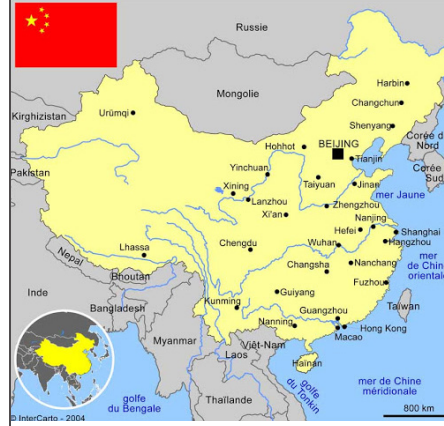 Russie
Harbin
Mongolie
Changchun
Kirghizistan
Urümqi
Shenyang
Hohhot
BEIJING
Corée du
Nord
Tianjin
Corée du
Sud
Pakistan
Yinchuan
Taiyuan
Jinan
Xining
mer Jaune
Lanzhou
Zhengzhou
Xi'an
Nanjing
Hefei
Shanghai
Lhassa
Chengdu
Wuhan
Hangzhou
Népal
mer
de Chine
orientale
Changsha
Nanchang
Bhoutan
Fuzhou
Inde
Guiyang
Kunming
Taiwan
Bangladesh
Guangzhou
Nanning
Hong Kong
Macao
Myanmar
Viêt-Nam
Laos
Hainan
golfe
du Tonkin
mer de Chine
méridionale
Thaïlande
golfe
du Bengale
800 km
© InterCarto - 2004